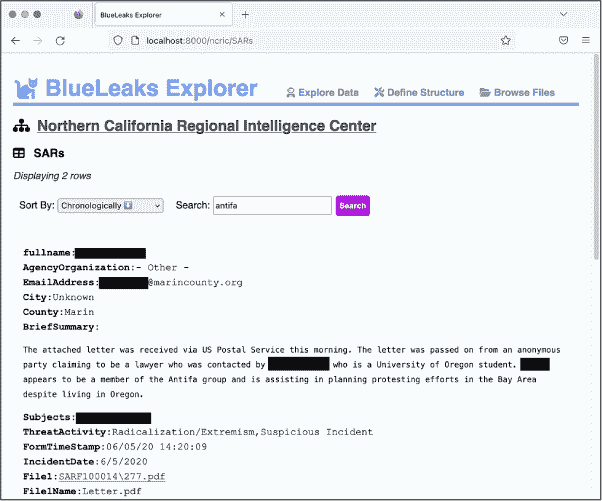 BlueLeaks Explorer
localhost:8000/ncric/SARs
BlueLeaks Explorer
Explore Data
Define Structure
Browse Files
Northern California Regional Intelligence Center
SARs
Displaying 2 rows
Sort By: Chronologically Search: antifa Search
fullname:
AgencyOrganization:- Other -
EmailAddress: @marincounty.org
City:Unknown
County:Marin
BriefSummary:
The attached letter was received via US Postal Service this morning. The letter was passed on from an anonymous
party claiming to be a lawyer who was contacted by who is a University of Oregon student.
appears to be a member of the Antifa group and is assisting in planning protesting efforts in the Bay Area
despite living in Oregon.
Subjects:
ThreatActivity:Radicalization/Extremism,Suspicious Incident
FormTimeStamp:06/05/20 14:20:09
IncidentDate:6/5/2020
File1:SARF100014\277.pdf
File1Name:Letter.pdf